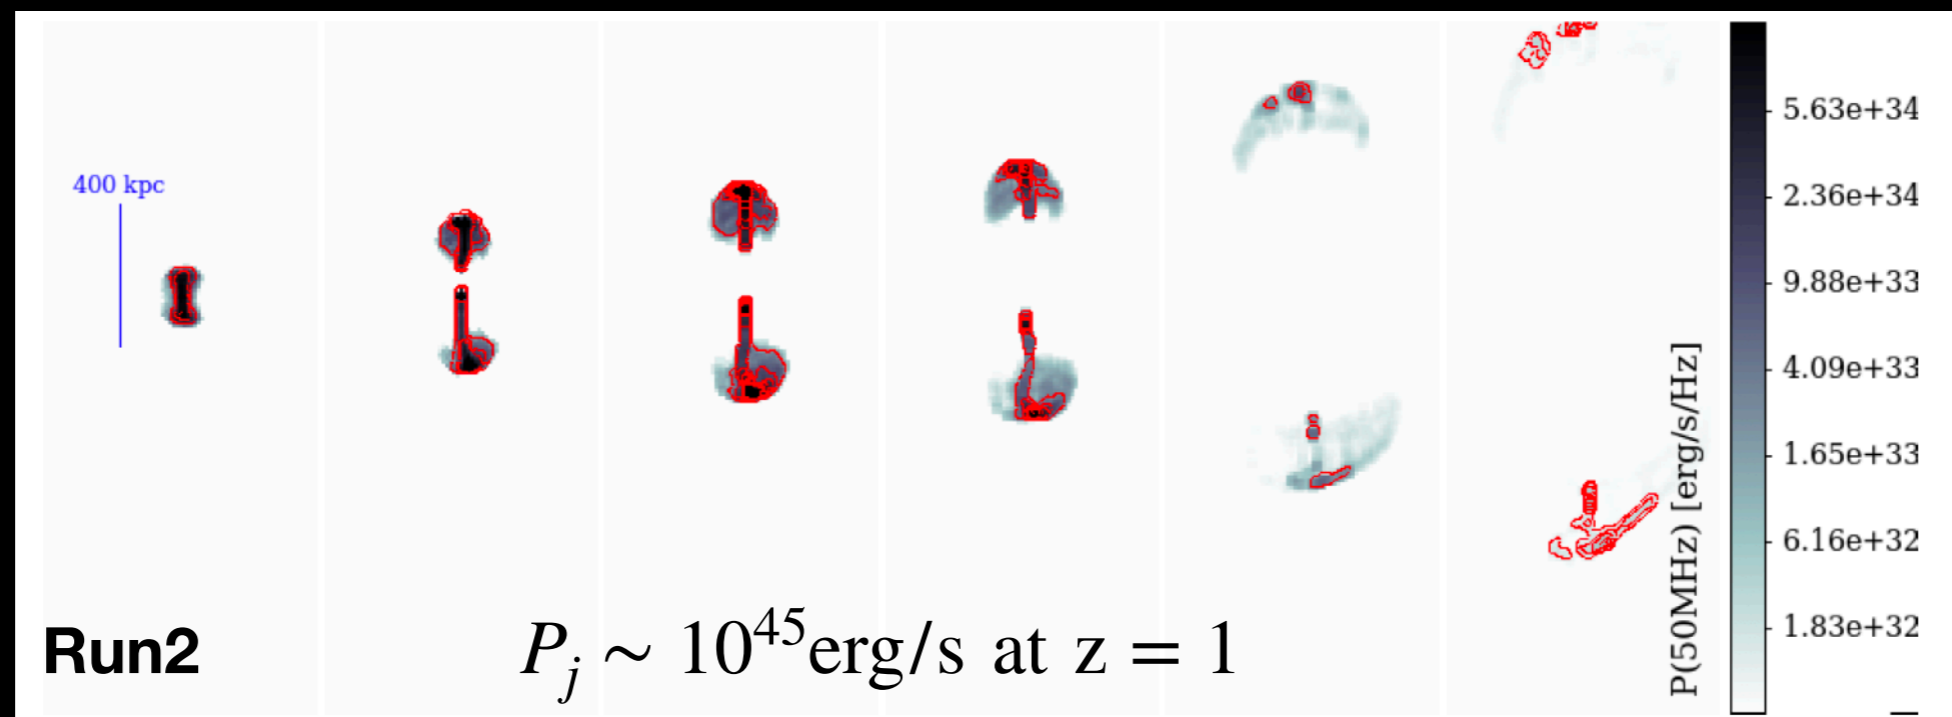 400 kpc
Run2
P_j ~ 10^45 erg/s at z = 1
P(50MHz) [erg/s/Hz]
5.63e+34
2.36e+34
9.88e+33
4.09e+33
1.65e+33
6.16e+32
1.83e+32